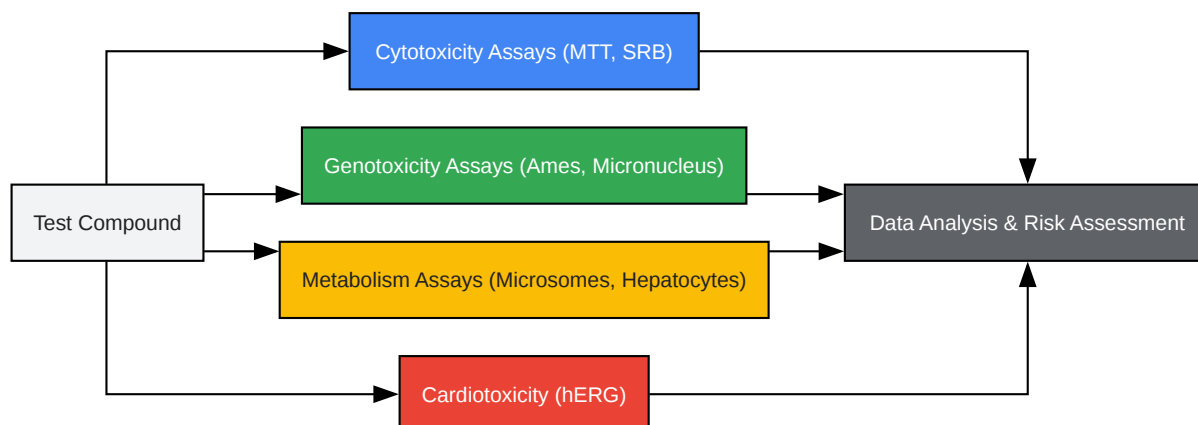 Cytotoxicity Assays (MTT, SRB)
Genotoxicity Assays (Ames, Micronucleus)
Test Compound
Data Analysis & Risk Assessment
Metabolism Assays (Microsomes, Hepatocytes)
Cardiotoxicity (hERG)